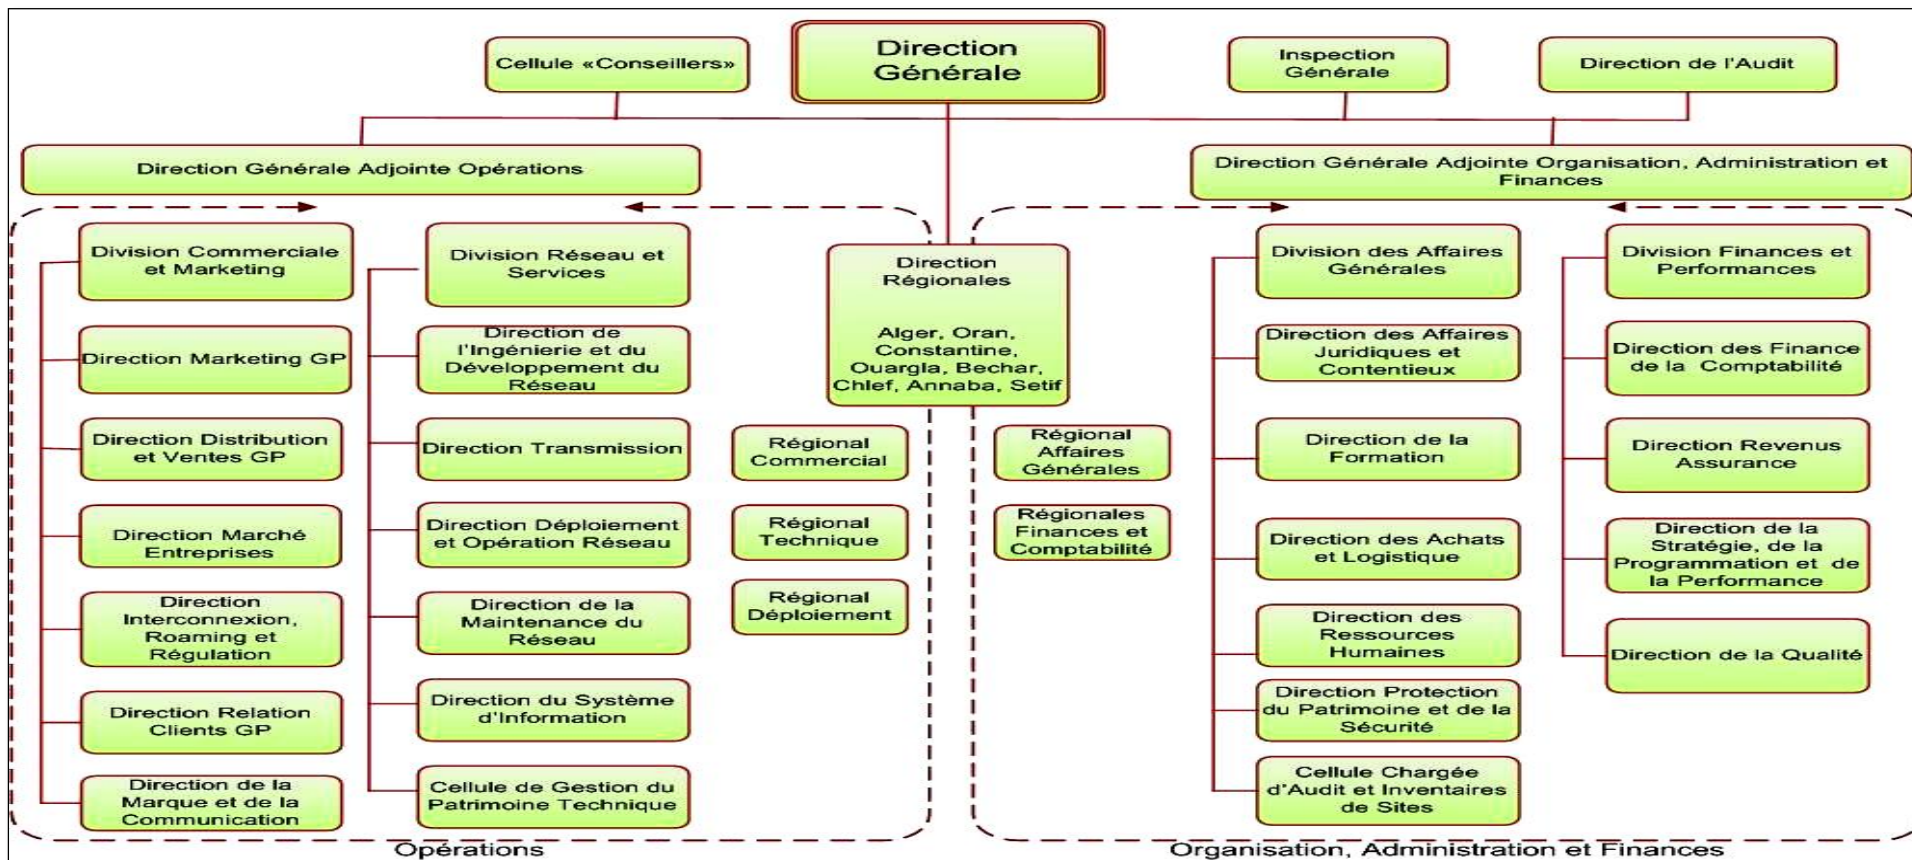 Direction
Générale
Cellule «Conseillers»
Inspection
Générale
Direction de l'Audit
Direction Générale Adjointe Opérations
Direction Générale Adjointe Organisation, Administration et
Finances
Division Commerciale
et Marketing
Direction Marketing GP
Direction Distribution
et Ventes GP
Direction Marché
Entreprises
Direction
Interconnexion,
Roaming et
Régulation
Direction Relation
Clients GP
Direction de la
Marque et de la
Communication
Division Réseau et
Services
Direction de
l'Ingénierie et du
Développement du
Réseau
Direction Transmission
Direction Déploiement
et Opération Réseau
Direction de la
Maintenance du
Réseau
Direction du Système
d'Information
Cellule de Gestion du
Patrimoine Technique
Direction
Régionales
Alger, Oran,
Constantine,
Ouargla, Bechar,
Chlef, Annaba, Setif
Régional
Commercial
Régional
Technique
Régional
Déploiement
Régional
Affaires
Générales
Régionales
Finances et
Comptabilité
Division des Affaires
Générales
Direction des Affaires
Juridiques et
Contentieux
Direction de la
Formation
Direction des Achats
et Logistique
Direction des
Ressources
Humaines
Direction Protection
du Patrimoine et de la
Sécurité
Cellule Chargée
d'Audit et Inventaires
de Sites
Division Finances et
Performances
Direction des Finance
de la Comptabilité
Direction Revenus
Assurance
Direction de la
Stratégie, de la
Programmation et de
la Performance
Direction de la Qualité
Opérations
Organisation, Administration et Finances